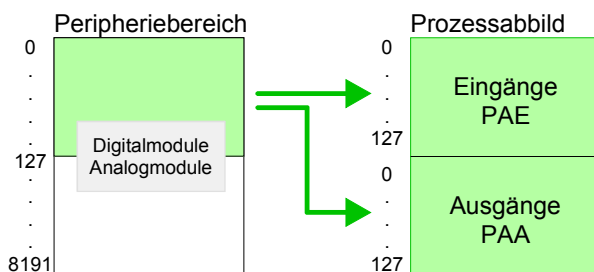 Peripheriebereich
0
.
.
.
.
127
.
.
.
.
8191
Digitalmodule
Analogmodule
Prozessabbild
0
.
.
.
127
Eingänge
PAE
0
.
.
.
127
Ausgänge
PAA